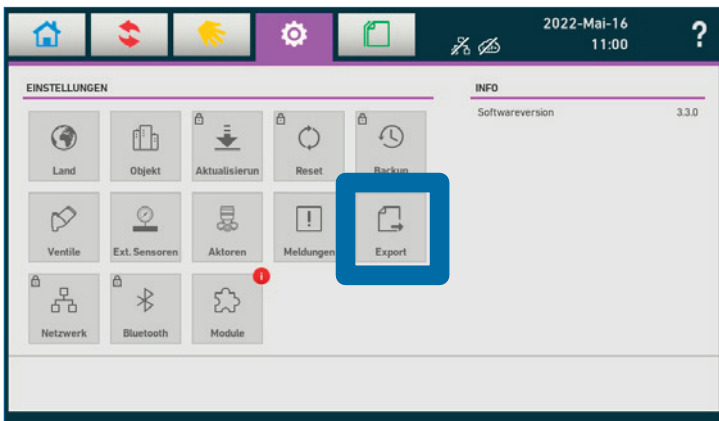 2022-Mai-16
11:00
?
EINSTELLUNGEN
INFO
Softwareversion 3.3.0
Land Objekt Aktualisierun Reset Backup
Ventile Ext. Sensoren Aktoren Meldungen Export
Netzwerk Bluetooth Module